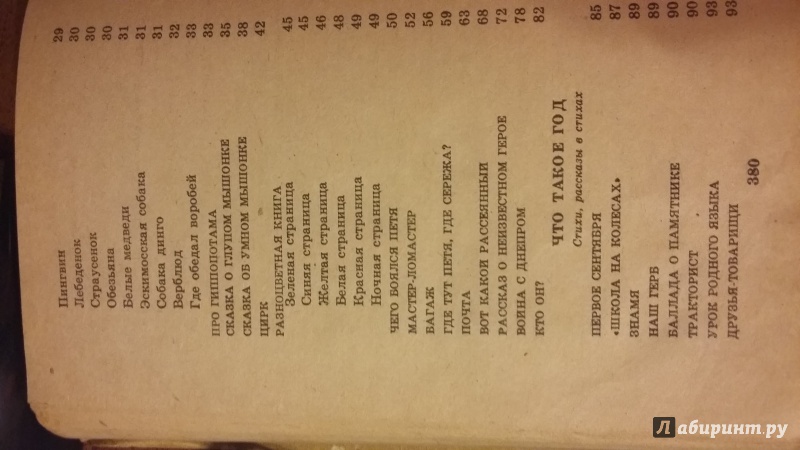 Пингвин 29
Лебеденок 30
Страусенок 30
Обезьяна 30
Белые медведи 31
Эскимосская собака 31
Собака динго 31
Верблюд 32
Где обедал воробей 33
ПРО ГИППОПОТАМА 33
СКАЗКА О ГЛУПОМ МЫШОНКЕ 35
СКАЗКА ОБ УМНОМ МЫШОНКЕ 38
ЦИРК 42
РАЗНОЦВЕТНАЯ КНИГА
Зеленая страница 45
Синяя страница 45
Желтая страница 46
Белая страница 48
Красная страница 49
Ночная страница 49
ЧЕГО БОЯЛСЯ ПЕТЯ 50
МАСТЕР-ЛОМАСТЕР 52
БАГАЖ 56
ГДЕ ТУТ ПЕТЯ, ГДЕ СЕРЕЖА? 59
ПОЧТА 63
ВОТ КАКОЙ РАССЕЯННЫЙ 68
РАССКАЗ О НЕИЗВЕСТНОМ ГЕРОЕ 72
ВОЙНА С ДНЕПРОМ 78
КТО ОН? 82
ЧТО ТАКОЕ ГОД
Стихи, рассказы в стихах
ПЕРВОЕ СЕНТЯБРЯ 85
«ШКОЛА НА КОЛЕСАХ» 87
ЗНАМЯ 89
НАШ ГЕРБ 89
БАЛЛАДА О ПАМЯТНИКЕ 90
ТРАКТОРИСТ 90
УРОК РОДНОГО ЯЗЫКА 93
ДРУЗЬЯ-ТОВАРИЩИ 93
380
Лабиринт.ру